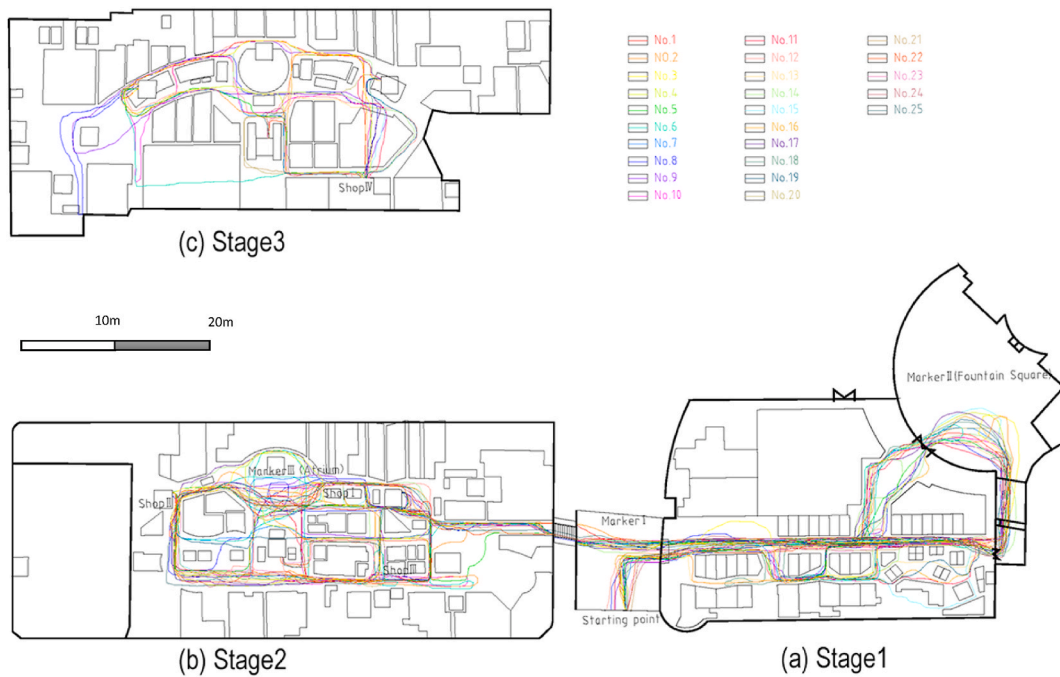 No.1
NO.2
No.3
No.4
No.5
No.6
No.7
No.8
No.9
No.10
No.11
No.12
No.13
No.14
No.15
No.16
No.17
No.18
No.19
No.20
No.21
No.22
No.23
No.24
No.25
ShopⅣ
(c) Stage3
10m
20m
MarkerⅡ(Fountain Square)
MarkerⅢ (Atrium)
ShopⅠ
ShopⅡ
ShopⅢ
MarkerⅠ
Starting point
(b) Stage2
(a) Stage1